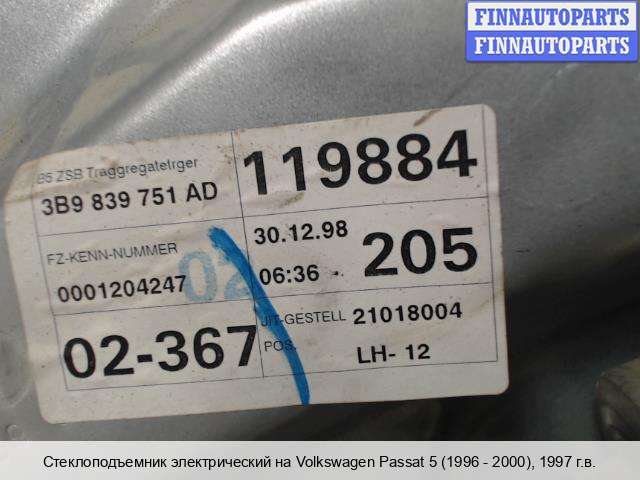 FINNAUTOPARTS
FINNAUTOPARTS
B5 ZSB Traggregatetrger
119884
3B9 839 751 AD
FZ-KENN-NUMMER
30.12.98
205
0001204247
02
06:36
02-367
JIT-GESTELL 21018004
POS.
LH- 12
Стеклоподъемник электрический на Volkswagen Passat 5 (1996 - 2000), 1997 г.в.